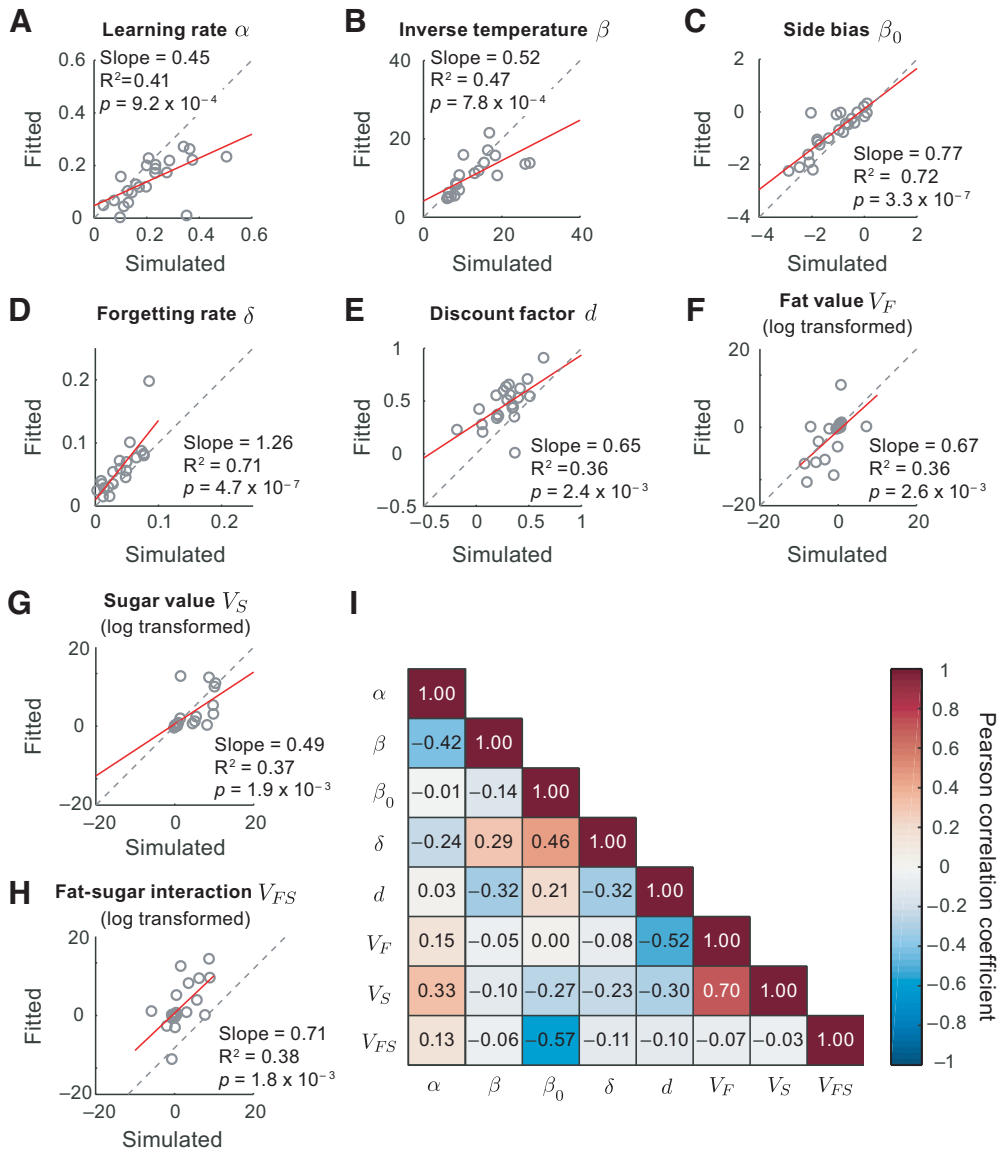 A
Learning rate α
Slope = 0.45
R²=0.41
p = 9.2 x 10⁻⁴
0.6
0.4
0.2
0
Fitted
0 0.2 0.4 0.6
Simulated
B
Inverse temperature β
Slope = 0.52
R² = 0.47
p = 7.8 x 10⁻⁴
40
20
0
Fitted
0 20 40
Simulated
C
Side bias β₀
2
0
−2
−4
Fitted
Slope = 0.77
R² = 0.72
p = 3.3 x 10⁻⁷
−4 −2 0 2
Simulated
D
Forgetting rate δ
0.2
0.1
0
Fitted
Slope = 1.26
R² = 0.71
p = 4.7 x 10⁻⁷
0 0.1 0.2
Simulated
E
Discount factor d
1
0.5
0
−0.5
Fitted
Slope = 0.65
R² =0.36
p = 2.4 x 10⁻³
−0.5 0 0.5 1
Simulated
F
Fat value V_F
(log transformed)
20
0
−20
Fitted
Slope = 0.67
R² = 0.36
p = 2.6 x 10⁻³
−20 0 20
Simulated
G
Sugar value V_S
(log transformed)
20
0
−20
Fitted
Slope = 0.49
R² = 0.37
p = 1.9 x 10⁻³
−20 0 20
Simulated
H
Fat-sugar interaction V_FS
(log transformed)
20
0
−20
Fitted
Slope = 0.71
R² = 0.38
p = 1.8 x 10⁻³
−20 0 20
Simulated
I
α 1.00
β −0.42 1.00
β₀ −0.01 −0.14 1.00
δ −0.24 0.29 0.46 1.00
d 0.03 −0.32 0.21 −0.32 1.00
V_F 0.15 −0.05 0.00 −0.08 −0.52 1.00
V_S 0.33 −0.10 −0.27 −0.23 −0.30 0.70 1.00
V_FS 0.13 −0.06 −0.57 −0.11 −0.10 −0.07 −0.03 1.00
α β β₀ δ d V_F V_S V_FS
1
0.8
0.6
0.4
0.2
0
−0.2
−0.4
−0.6
−0.8
−1
Pearson correlation coefficient